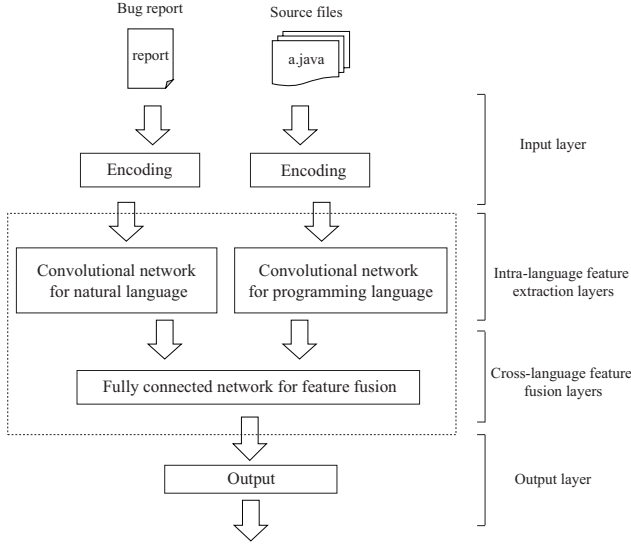 Bug report
Source files
report
a.java
Input layer
Encoding
Encoding
Convolutional network
for natural language
Convolutional network
for programming language
Intra-language feature
extraction layers
Cross-language feature
fusion layers
Fully connected network for feature fusion
Output
Output layer